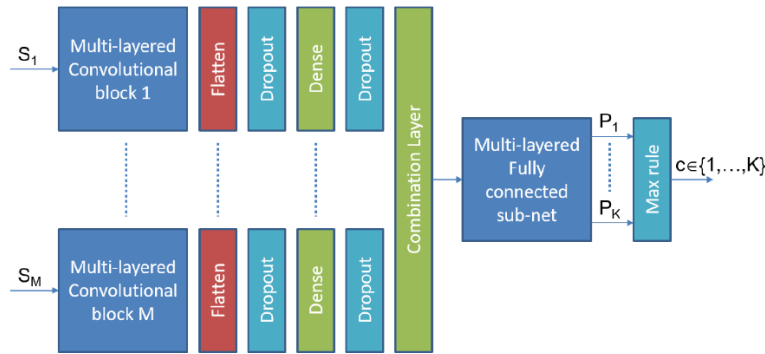 S1
Multi-layered
Convolutional
block 1
Flatten
Dropout
Dense
Dropout
Combination Layer
Multi-layered
Fully
connected
sub-net
P1
PK
Max rule
c∈{1,…,K}
SM
Multi-layered
Convolutional
block M
Flatten
Dropout
Dense
Dropout